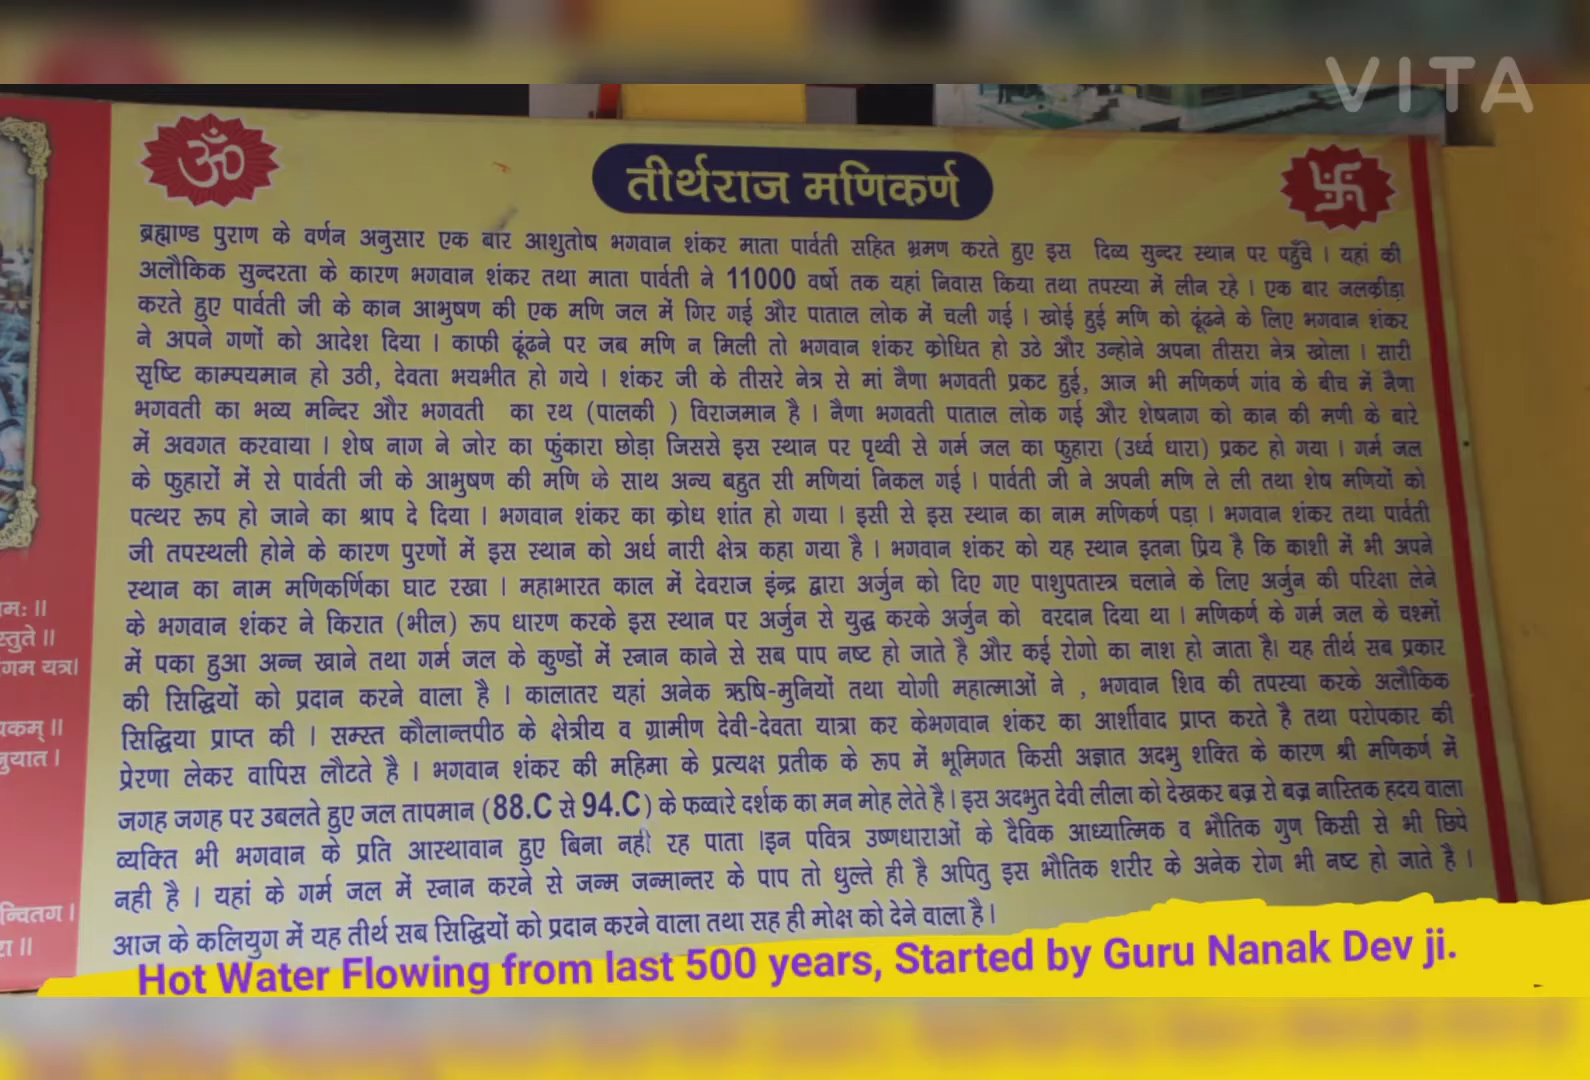 VITA
ॐ
तीर्थराज मणिकर्ण
ब्रह्माण्ड पुराण के वर्णन अनुसार एक बार आशुतोष भगवान शंकर माता पार्वती सहित भ्रमण करते हुए इस दिव्य सुन्दर स्थान पर पहुँचे । यहां की
अलौकिक सुन्दरता के कारण भगवान शंकर तथा माता पार्वती ने 11000 वर्षो तक यहां निवास किया तथा तपस्या में लीन रहे । एक बार जलक्रीड़ा
करते हुए पार्वती जी के कान आभुषण की एक मणि जल में गिर गई और पाताल लोक में चली गई । खोई हुई मणि को ढूंढने के लिए भगवान शंकर
ने अपने गणों को आदेश दिया । काफी ढूंढने पर जब मणि न मिली तो भगवान शंकर क्रोधित हो उठे और उन्होने अपना तीसरा नेत्र खोला । सारी
सृष्टि काम्पयमान हो उठी, देवता भयभीत हो गये । शंकर जी के तीसरे नेत्र से मां नैणा भगवती प्रकट हुई, आज भी मणिकर्ण गांव के बीच में नैणा
भगवती का भव्य मन्दिर और भगवती का रथ (पालकी ) विराजमान है । नैणा भगवती पाताल लोक गई और शेषनाग को कान की मणी के बारे
में अवगत करवाया । शेष नाग ने जोर का फुंकारा छोड़ा जिससे इस स्थान पर पृथ्वी से गर्म जल का फुहारा (उर्ध्व धारा) प्रकट हो गया । गर्म जल
के फुहारों में से पार्वती जी के आभुषण की मणि के साथ अन्य बहुत सी मणियां निकल गई । पार्वती जी ने अपनी मणि ले ली तथा शेष मणियों को
पत्थर रूप हो जाने का श्राप दे दिया । भगवान शंकर का क्रोध शांत हो गया । इसी से इस स्थान का नाम मणिकर्ण पड़ा । भगवान शंकर तथा पार्वती
जी तपस्थली होने के कारण पुरणों में इस स्थान को अर्ध नारी क्षेत्र कहा गया है । भगवान शंकर को यह स्थान इतना प्रिय है कि काशी में भी अपने
स्थान का नाम मणिकर्णिका घाट रखा । महाभारत काल में देवराज इंन्द्र द्वारा अर्जुन को दिए गए पाशुपतास्त्र चलाने के लिए अर्जुन की परिक्षा लेने
के भगवान शंकर ने किरात (भील) रूप धारण करके इस स्थान पर अर्जुन से युद्ध करके अर्जुन को वरदान दिया था । मणिकर्ण के गर्म जल के चश्मों
में पका हुआ अन्न खाने तथा गर्म जल के कुण्डों में स्नान काने से सब पाप नष्ट हो जाते है और कई रोगो का नाश हो जाता है। यह तीर्थ सब प्रकार
की सिद्धियों को प्रदान करने वाला है । कालातर यहां अनेक ऋषि-मुनियों तथा योगी महात्माओं ने , भगवान शिव की तपस्या करके अलौकिक
सिद्धिया प्राप्त की । समस्त कौलान्तपीठ के क्षेत्रीय व ग्रामीण देवी-देवता यात्रा कर केभगवान शंकर का आर्शीवाद प्राप्त करते है तथा परोपकार की
प्रेरणा लेकर वापिस लौटते है । भगवान शंकर की महिमा के प्रत्यक्ष प्रतीक के रूप में भूमिगत किसी अज्ञात अदभु शक्ति के कारण श्री मणिकर्ण में
जगह जगह पर उबलते हुए जल तापमान (88.C से 94.C) के फव्वारे दर्शक का मन मोह लेते है । इस अदभुत देवी लीला को देखकर बज्र से बज्र नास्तिक हृदय वाला
व्यक्ति भी भगवान के प्रति आस्थावान हुए बिना नही रह पाता ।इन पवित्र उष्णधाराओं के दैविक आध्यात्मिक व भौतिक गुण किसी से भी छिपे
नही है । यहां के गर्म जल में स्नान करने से जन्म जन्मान्तर के पाप तो धुल्ते ही है अपितु इस भौतिक शरीर के अनेक रोग भी नष्ट हो जाते है ।
आज के कलियुग में यह तीर्थ सब सिद्धियों को प्रदान करने वाला तथा सह ही मोक्ष को देने वाला है ।
Hot Water Flowing from last 500 years, Started by Guru Nanak Dev ji.
मः ॥
स्तुते ॥
गम यत्र।